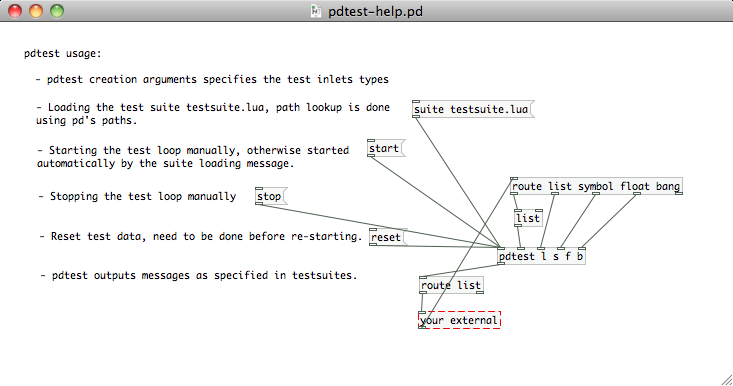 pdtest-help.pd
pdtest usage:
- pdtest creation arguments specifies the test inlets types
- Loading the test suite testsuite.lua, path lookup is done
using pd's paths.
suite testsuite.lua
- Starting the test loop manually, otherwise started
automatically by the suite loading message.
start
route list symbol float bang
- Stopping the test loop manually
stop
list
- Reset test data, need to be done before re-starting.
reset
pdtest l s f b
- pdtest outputs messages as specified in testsuites.
route list
your external